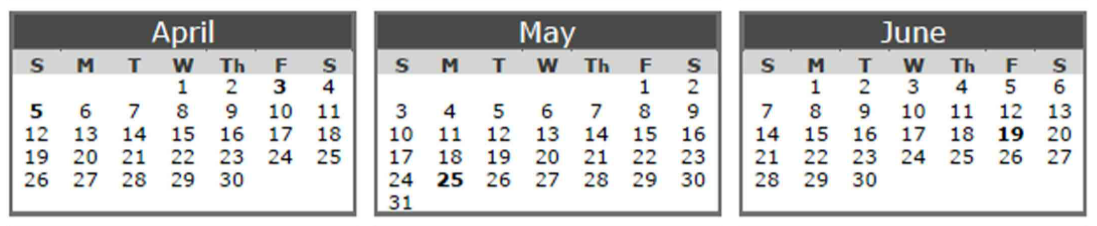 April
S M T W Th F S
1 2 3 4
5 6 7 8 9 10 11
12 13 14 15 16 17 18
19 20 21 22 23 24 25
26 27 28 29 30
May
S M T W Th F S
1 2
3 4 5 6 7 8 9
10 11 12 13 14 15 16
17 18 19 20 21 22 23
24 25 26 27 28 29 30
31
June
S M T W Th F S
1 2 3 4 5 6
7 8 9 10 11 12 13
14 15 16 17 18 19 20
21 22 23 24 25 26 27
28 29 30